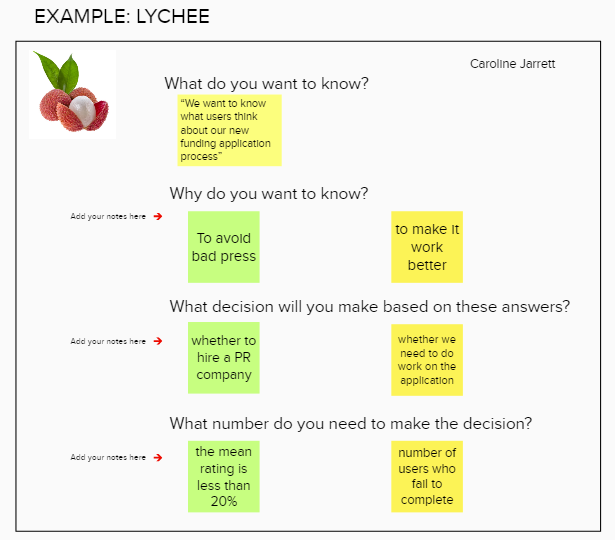 EXAMPLE: LYCHEE
Caroline Jarrett
What do you want to know?
“We want to know
what users think
about our new
funding application
process”
Why do you want to know?
Add your notes here
To avoid
bad press
to make it
work
better
What decision will you make based on these answers?
Add your notes here
whether to
hire a PR
company
whether we
need to do
work on the
application
What number do you need to make the decision?
Add your notes here
the mean
rating is
less than
20%
number of
users who
fail to
complete